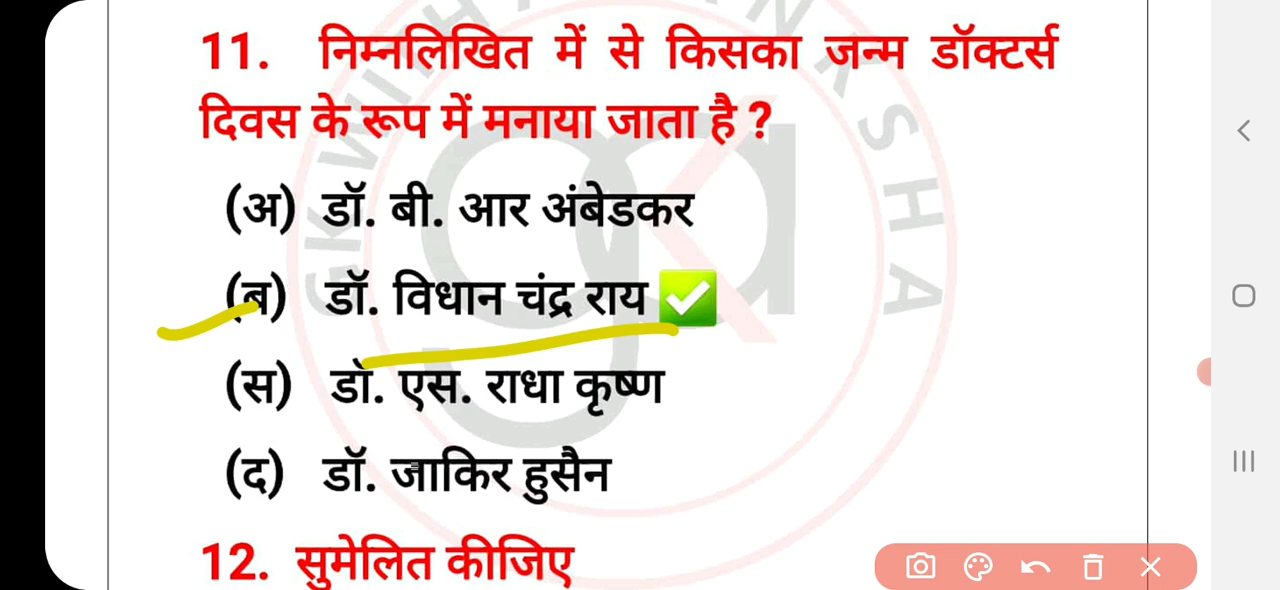 11. निम्नलिखित में से किसका जन्म डॉक्टर्स
दिवस के रूप में मनाया जाता है ?
(अ) डॉ. बी. आर अंबेडकर
(ब) डॉ. विधान चंद्र राय ✅
(स) डॉ. एस. राधा कृष्ण
(द) डॉ. जाकिर हुसैन
12. सुमेलित कीजिए